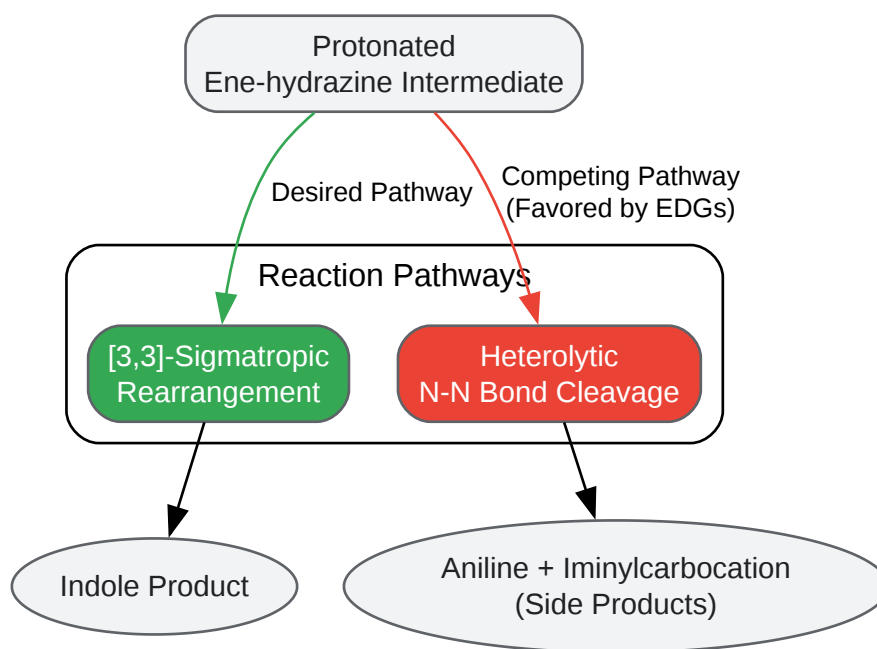 Protonated
Ene-hydrazine Intermediate
Desired Pathway
Competing Pathway
(Favored by EDGs)
Reaction Pathways
[3,3]-Sigmatropic
Rearrangement
Heterolytic
N-N Bond Cleavage
Indole Product
Aniline + Iminylcarbocation
(Side Products)